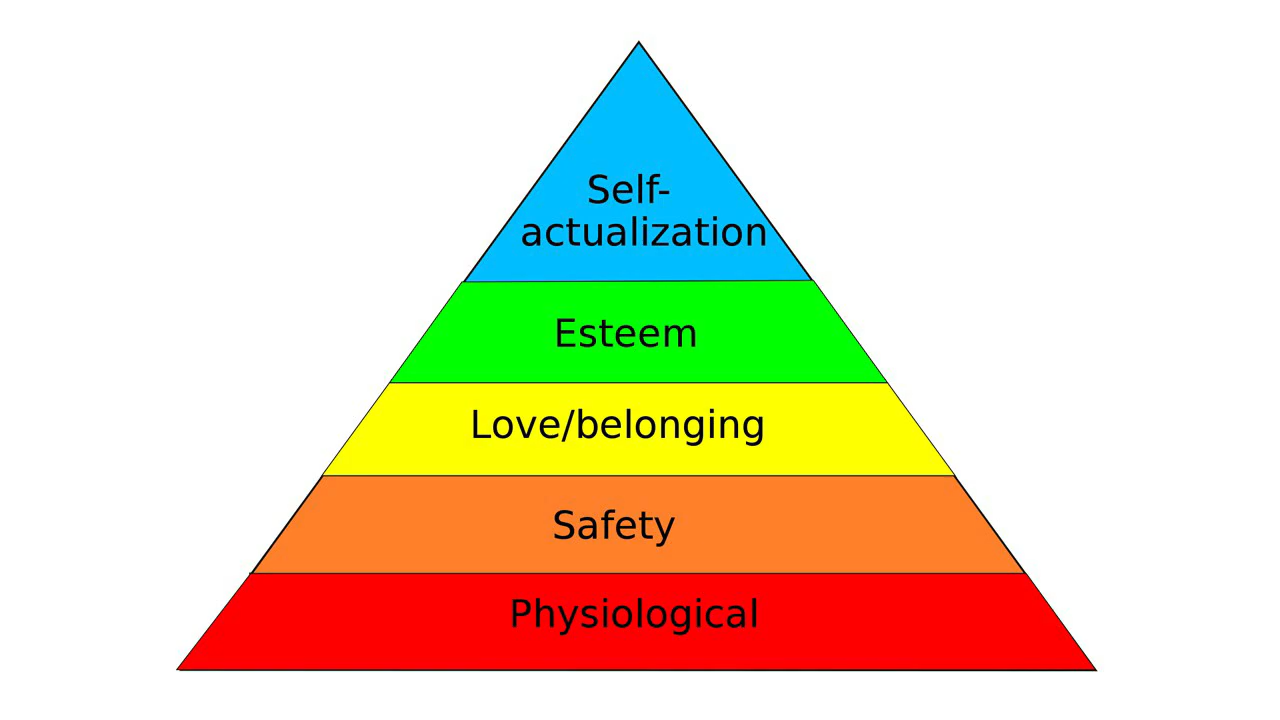 Self-
actualization
Esteem
Love/belonging
Safety
Physiological